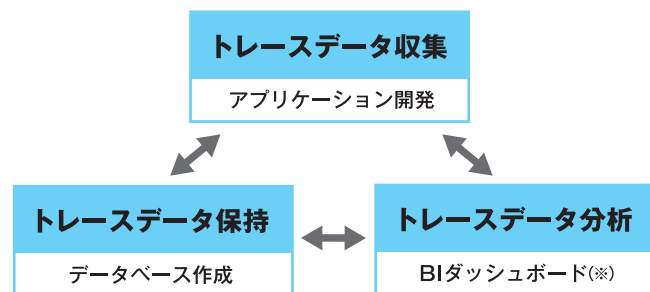 トレースデータ収集
アプリケーション開発
トレースデータ保持
データベース作成
トレースデータ分析
BIダッシュボード(※)